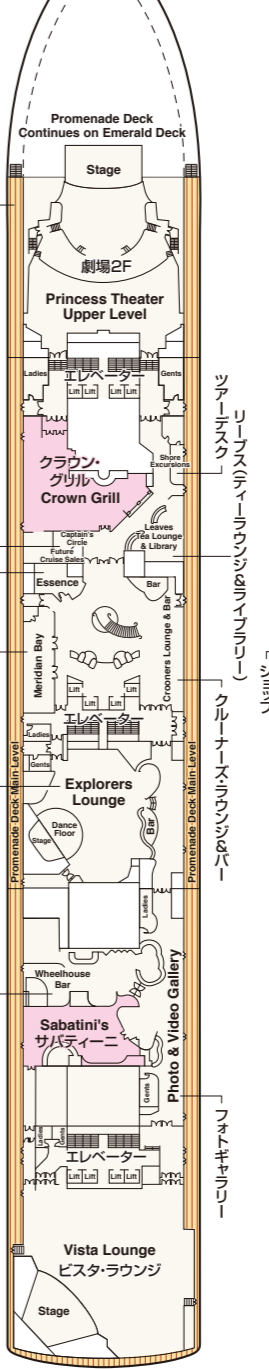 Promenade Deck
Continues on Emerald Deck
Stage
劇場2F
Princess Theater
Upper Level
エレベーター
Ladies
Lift
Lift
Lift
Lift
Gents
クラウン・
グリル
Crown Grill
Shore
Excursions
ツアーデスク
Captain's
Circle
Future
Cruise Sales
Leaves
Tea Lounge
& Library
リーブス(ティーラウンジ&ライブラリー)
Essence
Bar
Meridian Bay
Crooners Lounge & Bar
クルーナーズ・ラウンジ&バー
Lift
Lift
Lift
Lift
Lift
Lift
エレベーター
Ladies
Gents
Explorers
Lounge
Dance
Floor
Stage
Bar
Promenade Deck Main Level
Promenade Deck Main Level
Ladies
Wheelhouse
Bar
Sabatini's
サバティーニ
Photo & Video Gallery
フォトギャラリー
Gents
Ladies
Gents
エレベーター
Lift
Lift
Lift
Lift
Vista Lounge
ビスタ・ラウンジ
Stage